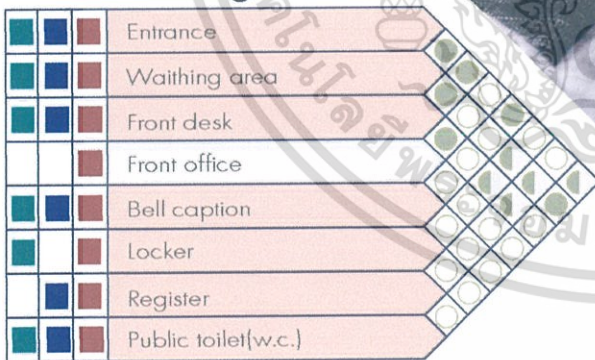 Entrance
Waithing area
Front desk
Front office
Bell caption
Locker
Register
Public toilet(w.c.)